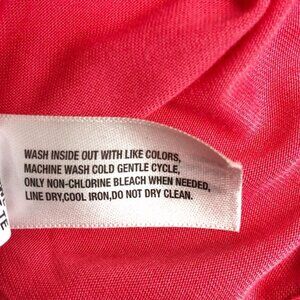 WASH INSIDE OUT WITH LIKE COLORS,
MACHINE WASH COLD GENTLE CYCLE,
ONLY NON-CHLORINE BLEACH WHEN NEEDED,
LINE DRY,COOL IRON,DO NOT DRY CLEAN.